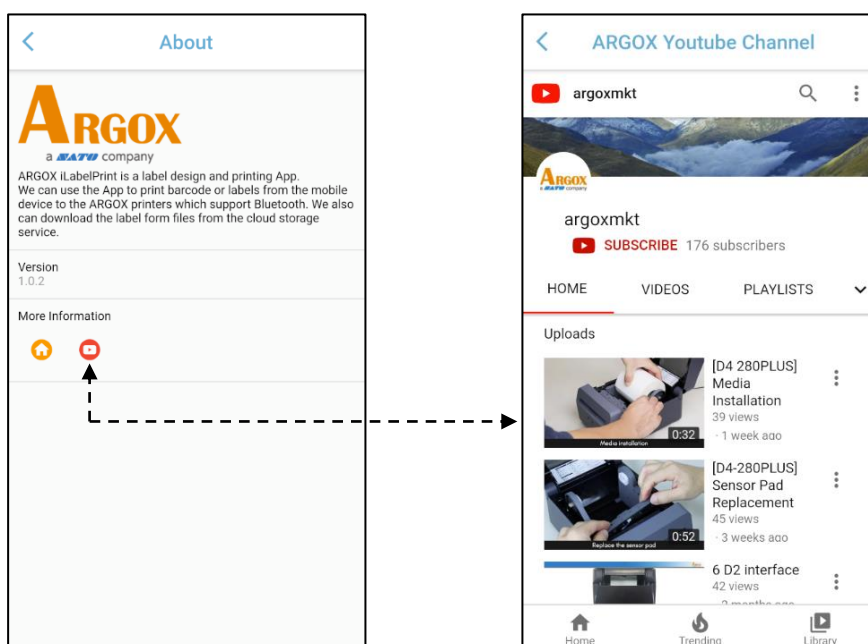 About
ARGOX
a SATO company
ARGOX iLabelPrint is a label design and printing App.
We can use the App to print barcode or labels from the mobile
device to the ARGOX printers which support Bluetooth. We also
can download the label form files from the cloud storage
service.
Version
1.0.2
More Information
ARGOX Youtube Channel
argoxmkt
ARGOX
a SATO company
argoxmkt
SUBSCRIBE 176 subscribers
HOME VIDEOS PLAYLISTS
Uploads
[D4 280PLUS]
Media
Installation
39 views
· 1 week ago
0:32
Media installation
[D4-280PLUS]
Sensor Pad
Replacement
45 views
· 3 weeks ago
0:52
Replace the sensor pad
6 D2 interface
42 views
months ago
Home Trending Library